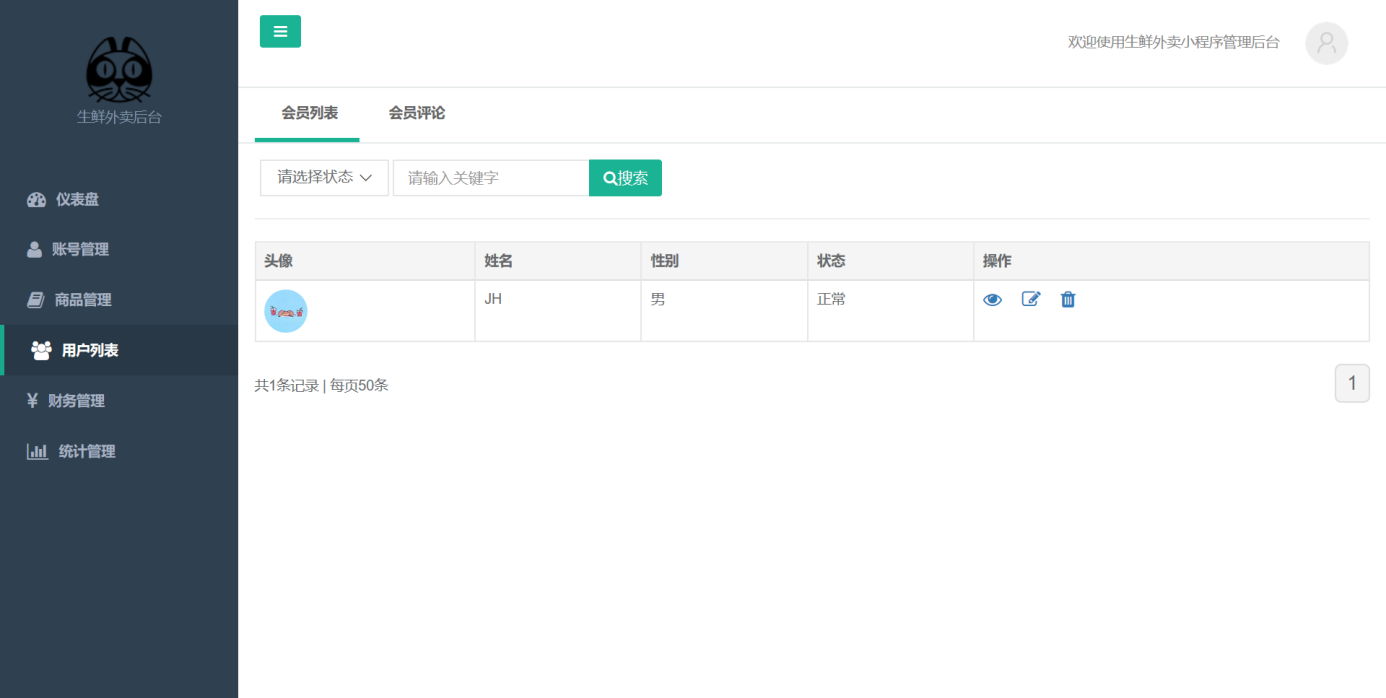 欢迎使用生鲜外卖小程序管理后台
生鲜外卖后台
仪表盘
账号管理
商品管理
用户列表
¥ 财务管理
统计管理
会员列表 会员评论
请选择状态 请输入关键字 搜索
头像 姓名 性别 状态 操作
JH 男 正常
共1条记录 | 每页50条 1